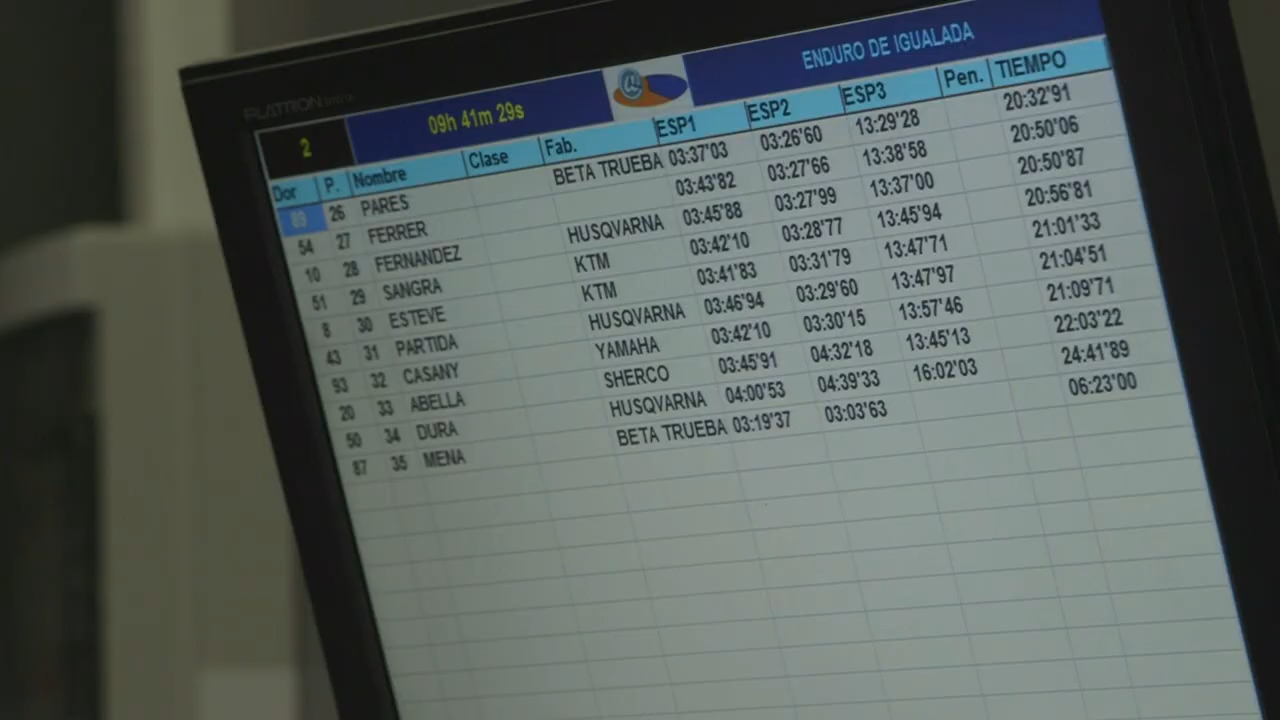 FLATRON
2 09h 41m 29s ENDURO DE IGUALADA
Dor P. Nombre Clase Fab. ESP1 ESP2 ESP3 Pen. TIEMPO
89 26 PARES BETA TRUEBA 03:37'03 03:26'60 13:29'28 20:32'91
54 27 FERRER 03:43'82 03:27'66 13:38'58 20:50'06
10 28 FERNANDEZ HUSQVARNA 03:45'88 03:27'99 13:37'00 20:50'87
51 29 SANGRA KTM 03:42'10 03:28'77 13:45'94 20:56'81
8 30 ESTEVE KTM 03:41'83 03:31'79 13:47'71 21:01'33
43 31 PARTIDA HUSQVARNA 03:46'94 03:29'60 13:47'97 21:04'51
93 32 CASANY YAMAHA 03:42'10 03:30'15 13:57'46 21:09'71
20 33 ABELLA SHERCO 03:45'91 04:32'18 13:45'13 22:03'22
50 34 DURA HUSQVARNA 04:00'53 04:39'33 16:02'03 24:41'89
87 35 MENA BETA TRUEBA 03:19'37 03:03'63 06:23'00